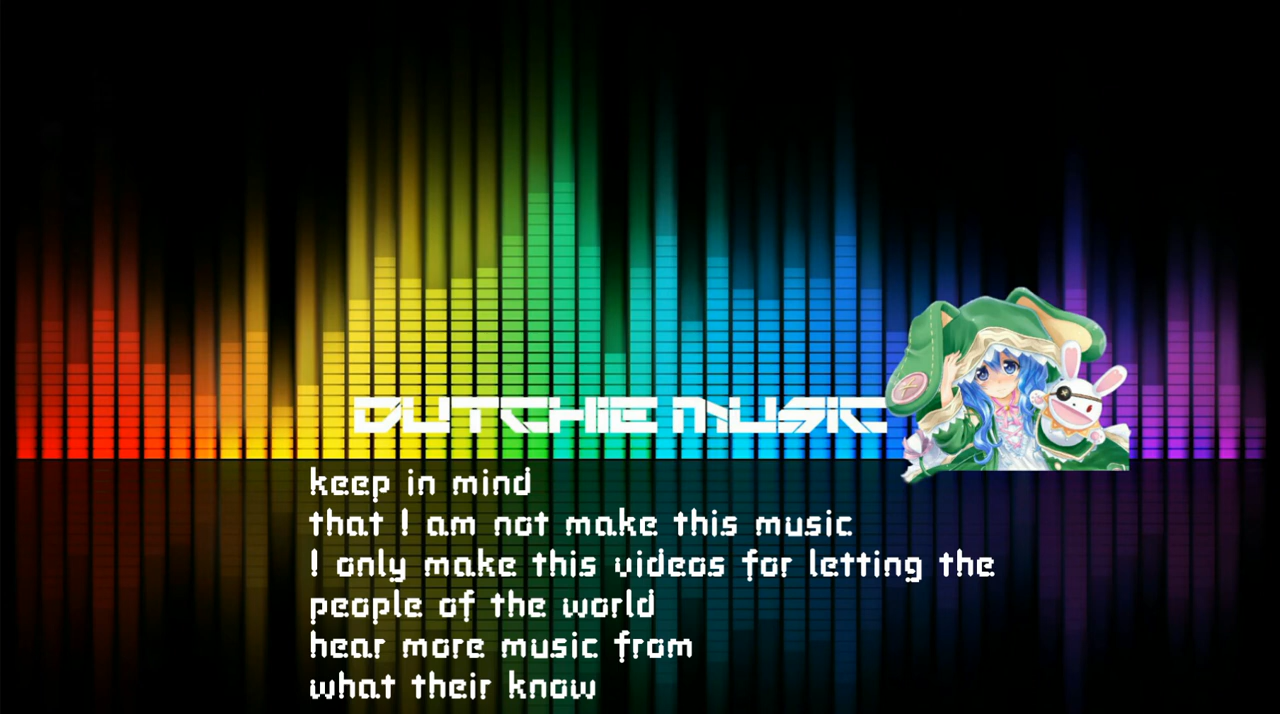 DUTCHIE MUSIC
keep in mind
that I am not make this music
I only make this videos for letting the
people of the world
hear more music from
what their know